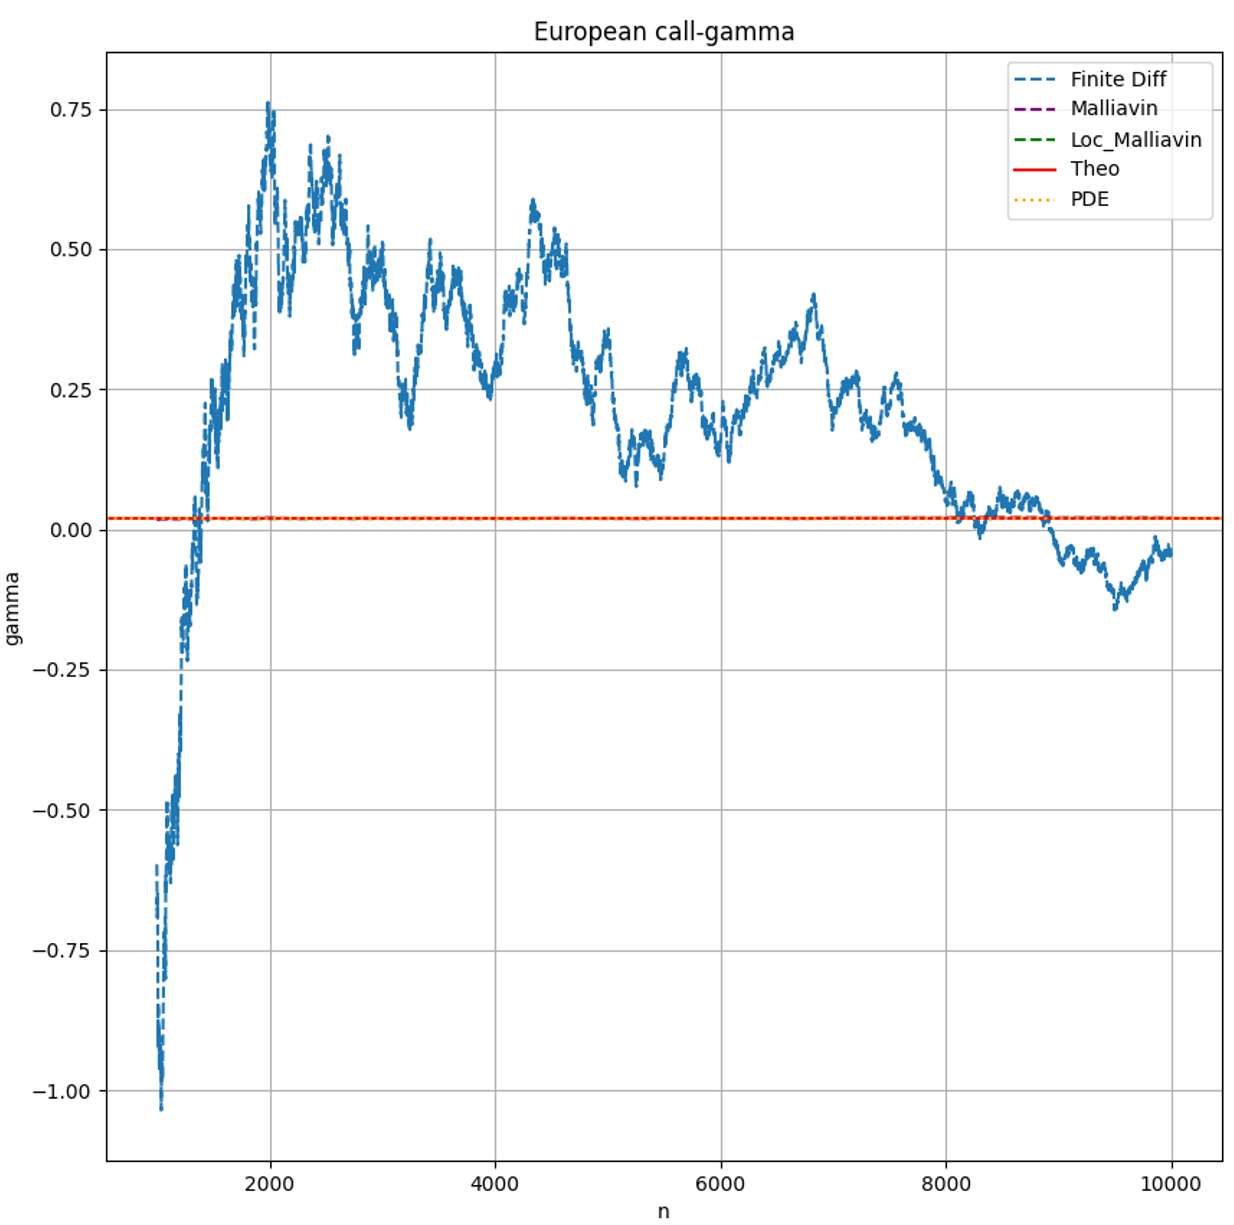 European call-gamma
Finite Diff
Malliavin
Loc_Malliavin
Theo
PDE
0.75
0.50
0.25
0.00
−0.25
−0.50
−0.75
−1.00
gamma
2000
4000
6000
8000
10000
n